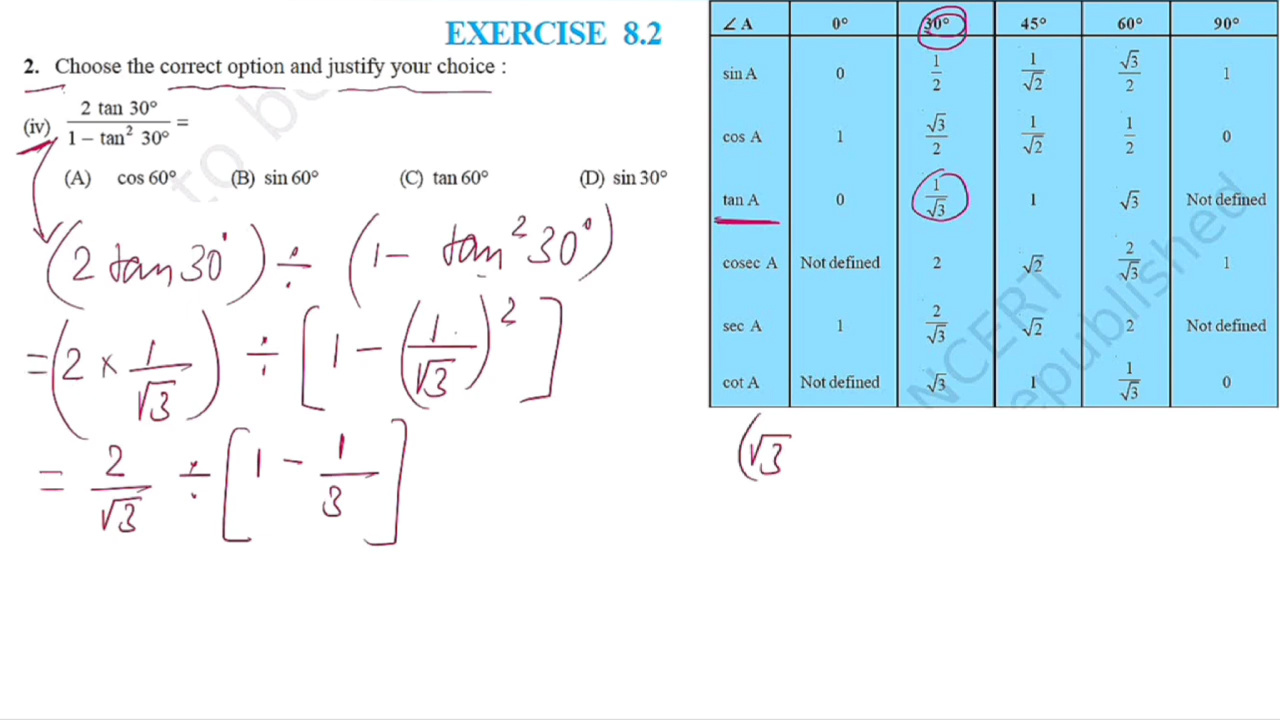 EXERCISE 8.2
2. Choose the correct option and justify your choice :
(iv) 2 tan 30° / 1 – tan² 30° =
(A) cos 60° (B) sin 60° (C) tan 60° (D) sin 30°
(2 tan 30°) ÷ (1 – tan² 30°)
= (2 × 1/√3) ÷ [1 – (1/√3)²]
= 2/√3 ÷ [1 – 1/3]
∠A 0° 30° 45° 60° 90°
sin A 0 1/2 1/√2 √3/2 1
cos A 1 √3/2 1/√2 1/2 0
tan A 0 1/√3 1 √3 Not defined
cosec A Not defined 2 √2 2/√3 1
sec A 1 2/√3 √2 2 Not defined
cot A Not defined √3 1 1/√3 0
(√3
to be
NCERT
republished